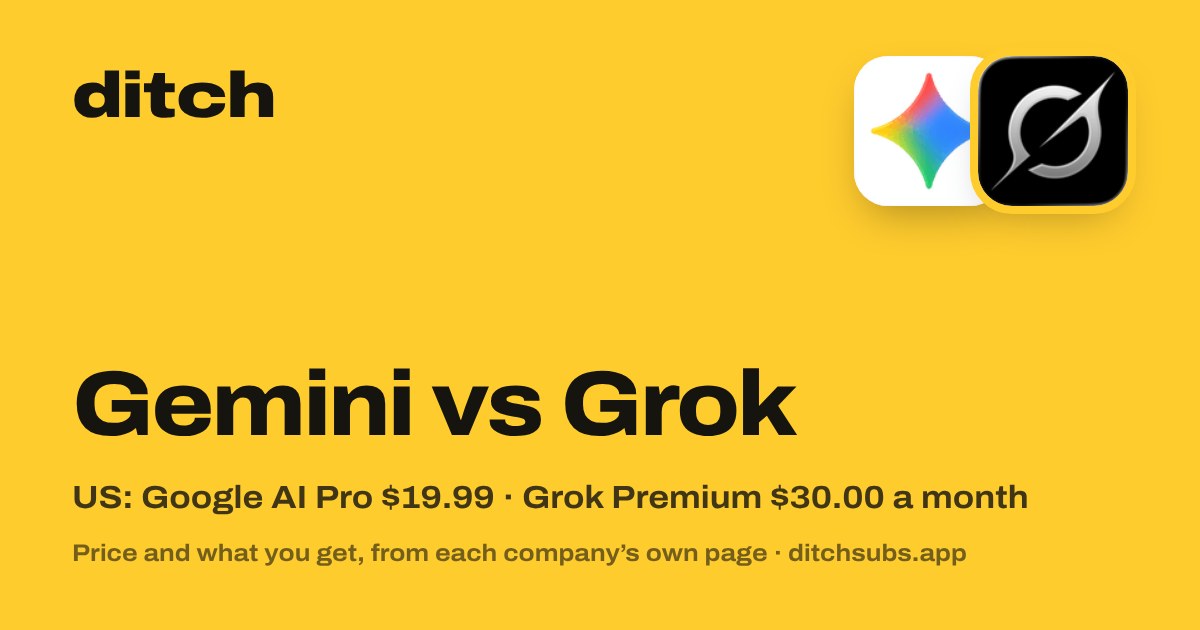 ditch
Gemini vs Grok
US: Google AI Pro $19.99 · Grok Premium $30.00 a month
Price and what you get, from each company’s own page · ditchsubs.app